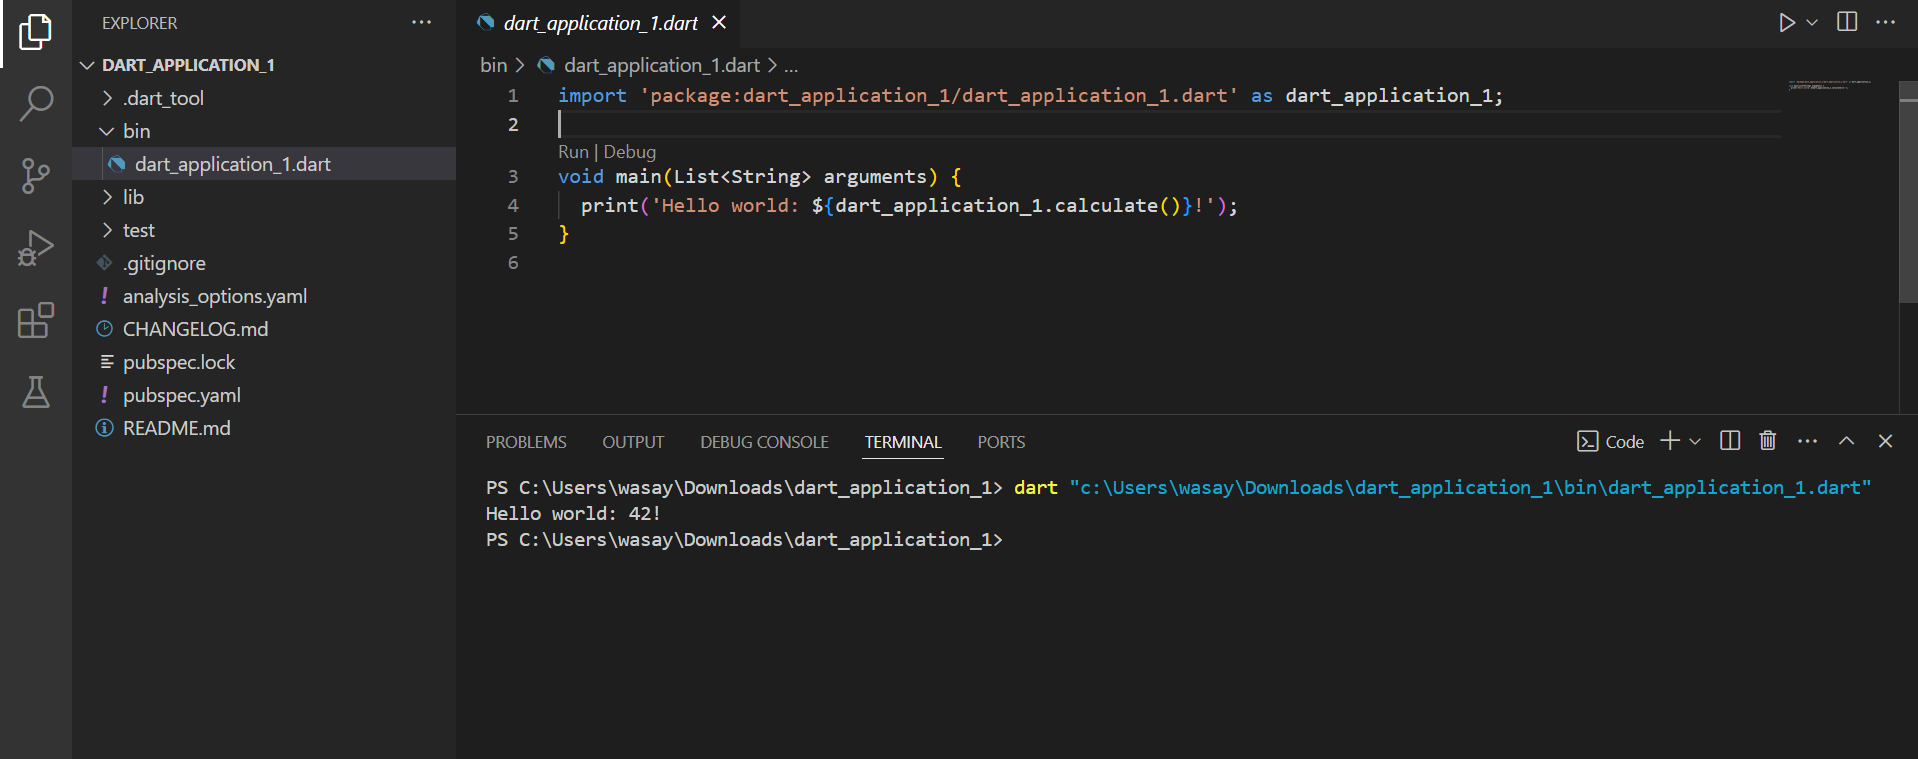 EXPLORER
DART_APPLICATION_1
.dart_tool
bin
dart_application_1.dart
lib
test
.gitignore
analysis_options.yaml
CHANGELOG.md
pubspec.lock
pubspec.yaml
README.md
dart_application_1.dart
bin > dart_application_1.dart > ...
1 import 'package:dart_application_1/dart_application_1.dart' as dart_application_1;
2
Run | Debug
3 void main(List<String> arguments) {
4 print('Hello world: ${dart_application_1.calculate()}!');
5 }
6
PROBLEMS OUTPUT DEBUG CONSOLE TERMINAL PORTS
Code
PS C:\Users\wasay\Downloads\dart_application_1> dart "c:\Users\wasay\Downloads\dart_application_1\bin\dart_application_1.dart"
Hello world: 42!
PS C:\Users\wasay\Downloads\dart_application_1>